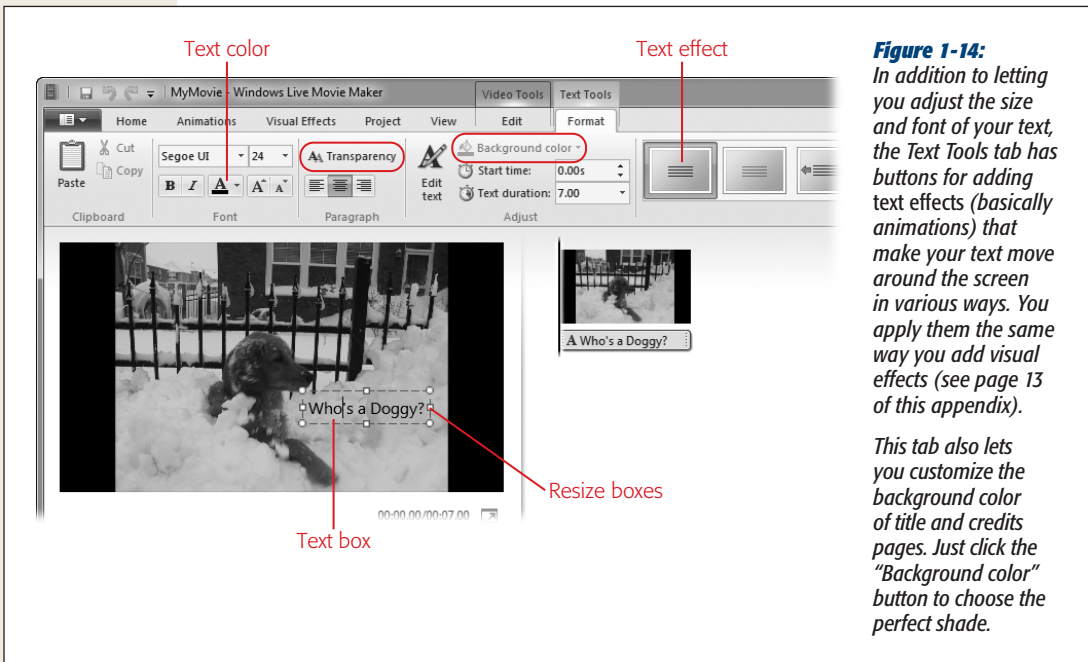 Text color
Text effect
MyMovie - Windows Live Movie Maker
Video Tools
Text Tools
Home
Animations
Visual Effects
Project
View
Edit
Format
Paste
Cut
Copy
Clipboard
Segoe UI
24
B I A A A
Font
AA Transparency
Paragraph
Edit
text
Background color
Start time:
0.00s
Text duration:
7.00
Adjust
Who's a Doggy?
A Who's a Doggy?
00:00.00/00:07.00
Resize boxes
Text box
Figure 1-14:
In addition to letting
you adjust the size
and font of your text,
the Text Tools tab has
buttons for adding
text effects (basically
animations) that
make your text move
around the screen
in various ways. You
apply them the same
way you add visual
effects (see page 13
of this appendix).
This tab also lets
you customize the
background color
of title and credits
pages. Just click the
“Background color”
button to choose the
perfect shade.